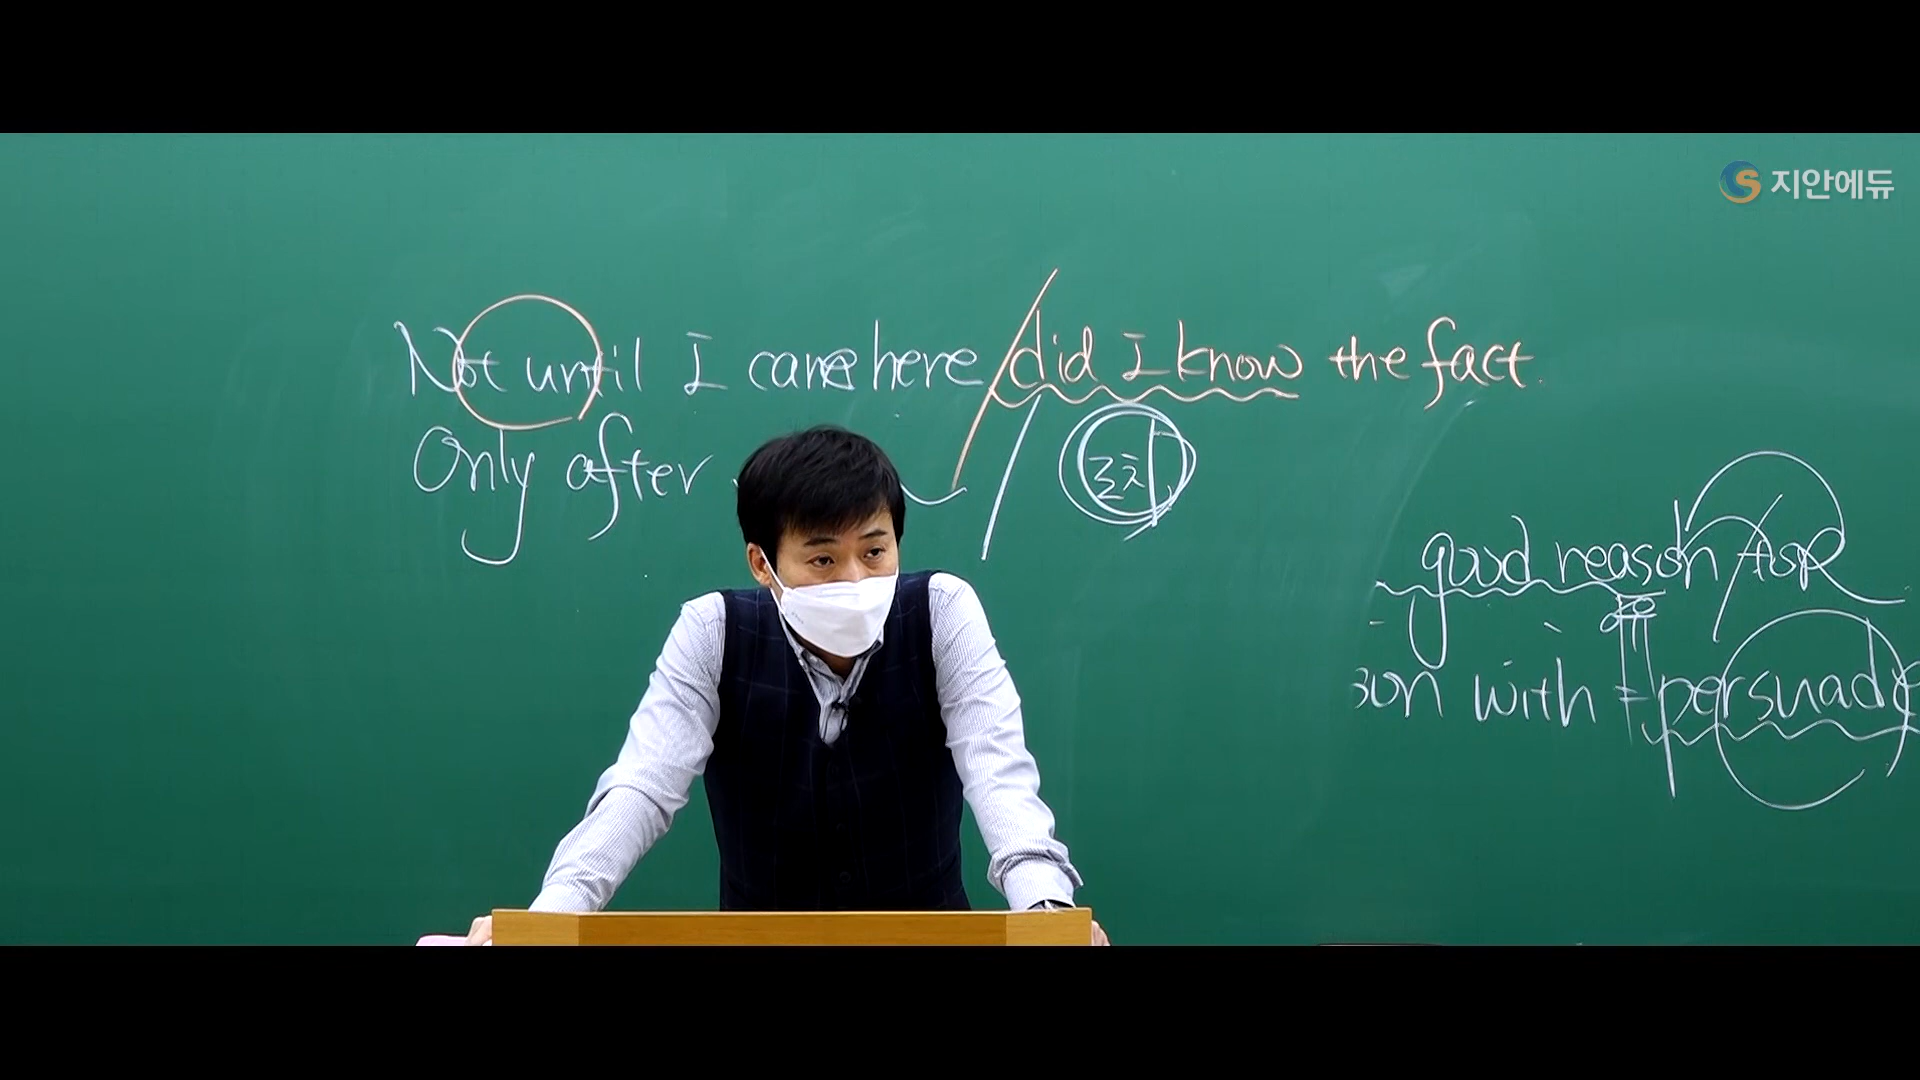 지안에듀
Not until I came here did I know the fact.
Only after
도치
good reason
with persuade